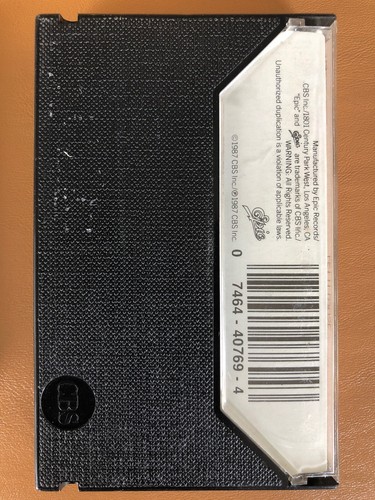 Manufactured by Epic Records/
CBS Inc./1801 Century Park West, Los Angeles, CA
"Epic" and Epic are trademarks of CBS Inc./
WARNING: All Rights Reserved.
Unauthorized duplication is a violation of applicable laws.
©1987 CBS Inc./℗1987 CBS Inc.
Epic
0 7464-40769-4
CBS